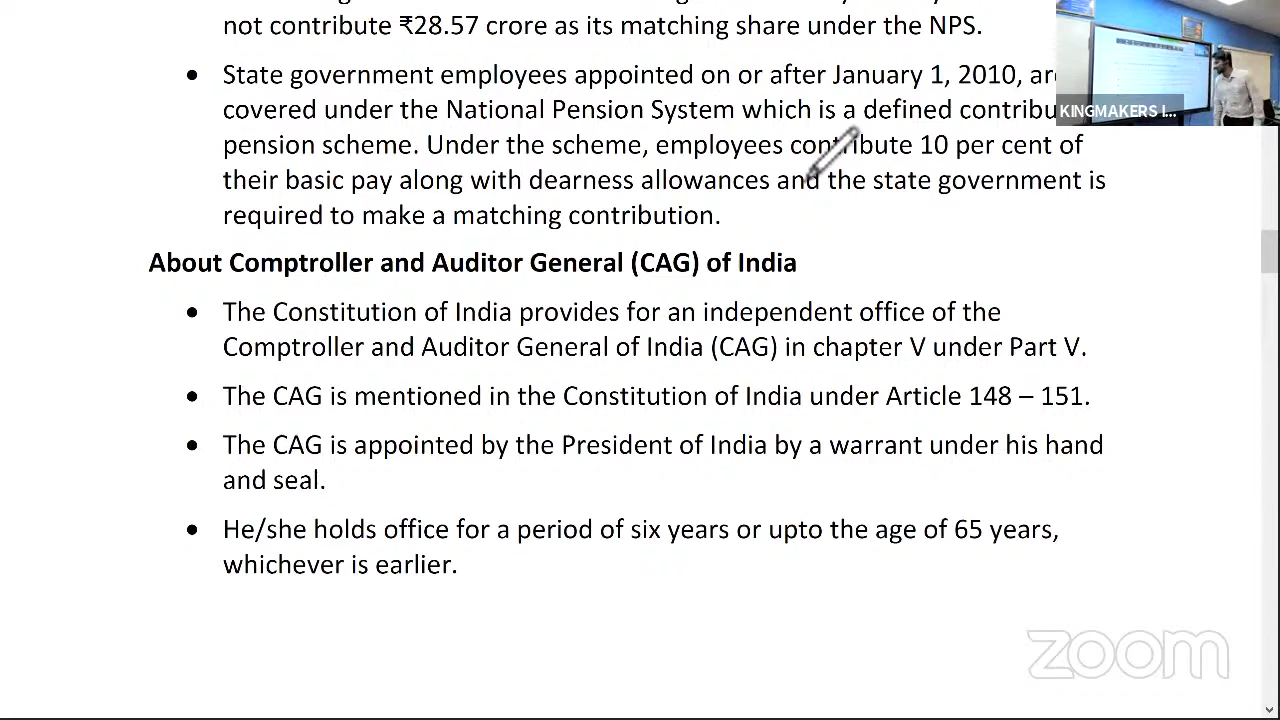 not contribute ₹28.57 crore as its matching share under the NPS.
State government employees appointed on or after January 1, 2010, are
covered under the National Pension System which is a defined contribu
pension scheme. Under the scheme, employees contribute 10 per cent of
their basic pay along with dearness allowances and the state government is
required to make a matching contribution.
About Comptroller and Auditor General (CAG) of India
The Constitution of India provides for an independent office of the
Comptroller and Auditor General of India (CAG) in chapter V under Part V.
The CAG is mentioned in the Constitution of India under Article 148 – 151.
The CAG is appointed by the President of India by a warrant under his hand
and seal.
He/she holds office for a period of six years or upto the age of 65 years,
whichever is earlier.
KINGMAKERS I...
zoom